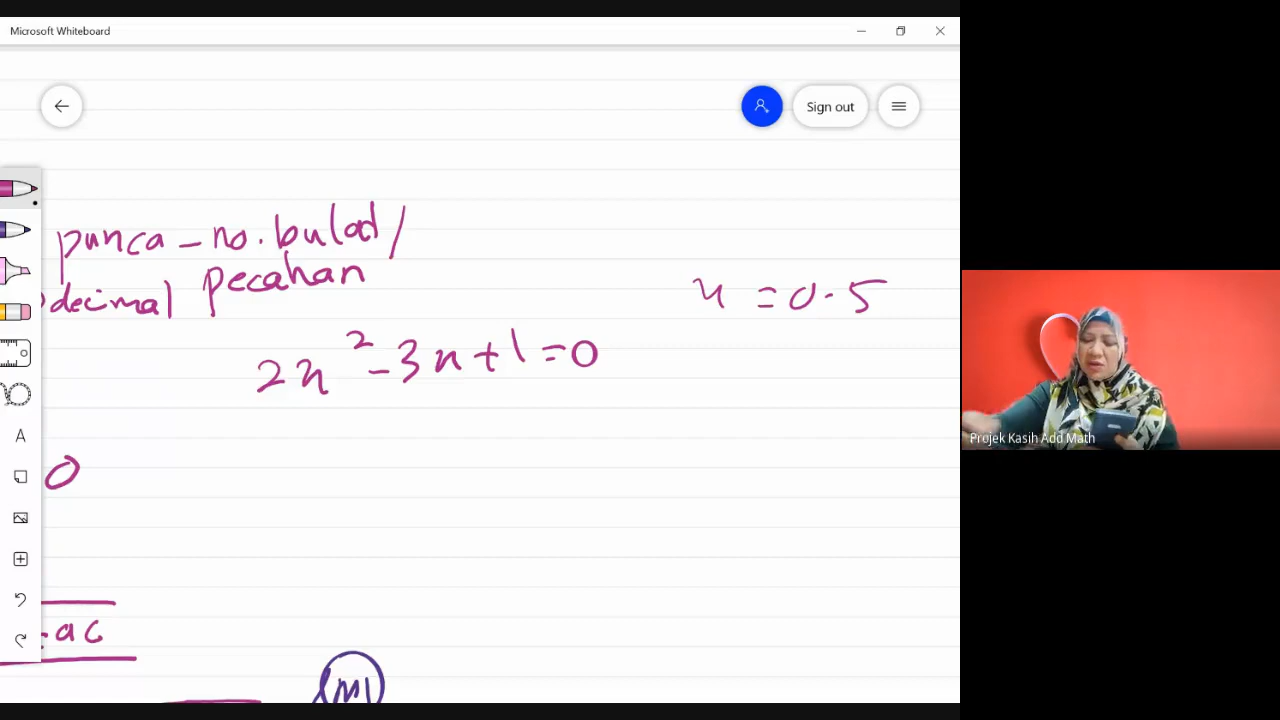 Microsoft Whiteboard
Sign out
punca - no. bulat/
decimal pecahan
x = 0.5
2x² - 3x + 1 = 0
0
ac
A
Projek Kasih Add Math